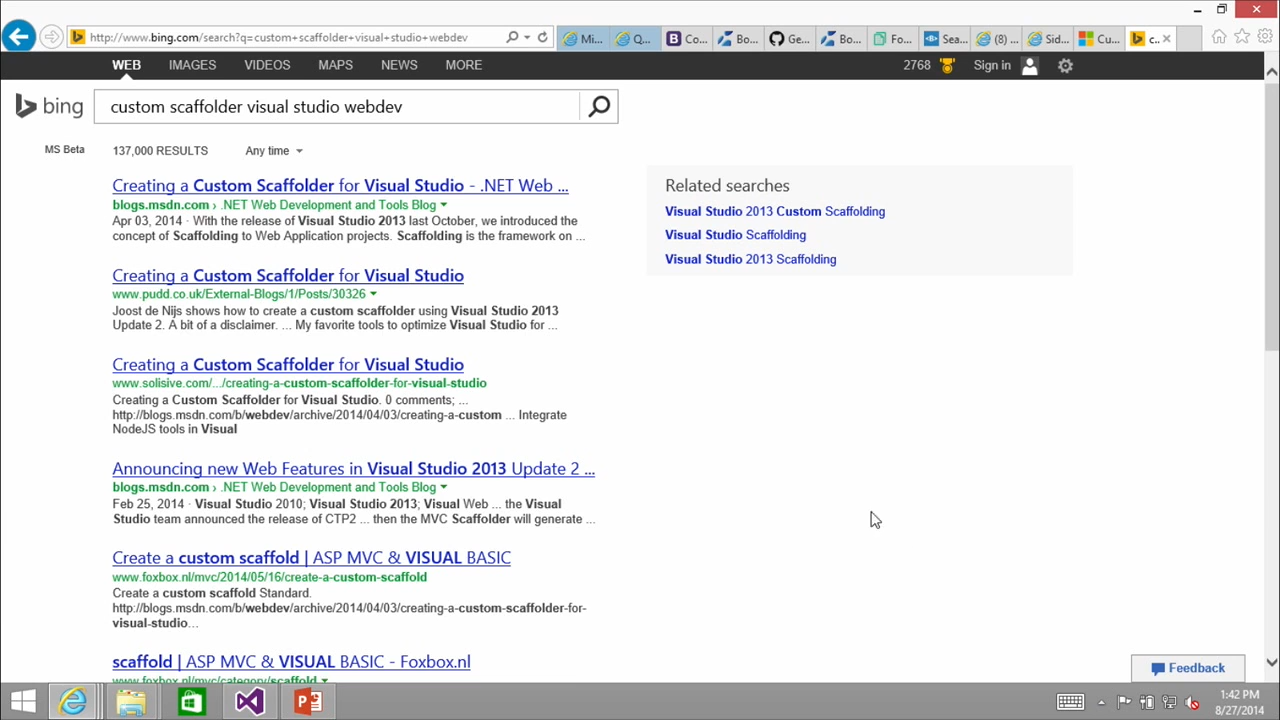 http://www.bing.com/search?q=custom+scaffolder+visual+studio+webdev
Mi...
Q...
Co...
Bo...
Ge...
Bo...
Fo...
Sea...
(8) ...
Sid...
Cu...
c...
WEB IMAGES VIDEOS MAPS NEWS MORE
2768 Sign in
bing
custom scaffolder visual studio webdev
MS Beta
137,000 RESULTS Any time
Creating a Custom Scaffolder for Visual Studio - .NET Web ...
blogs.msdn.com › .NET Web Development and Tools Blog
Apr 03, 2014 · With the release of Visual Studio 2013 last October, we introduced the
concept of Scaffolding to Web Application projects. Scaffolding is the framework on ...
Creating a Custom Scaffolder for Visual Studio
www.pudd.co.uk/External-Blogs/1/Posts/30326
Joost de Nijs shows how to create a custom scaffolder using Visual Studio 2013
Update 2. A bit of a disclaimer. ... My favorite tools to optimize Visual Studio for ...
Creating a Custom Scaffolder for Visual Studio
www.solisive.com/.../creating-a-custom-scaffolder-for-visual-studio
Creating a Custom Scaffolder for Visual Studio. 0 comments; ...
http://blogs.msdn.com/b/webdev/archive/2014/04/03/creating-a-custom ... Integrate
NodeJS tools in Visual
Announcing new Web Features in Visual Studio 2013 Update 2 ...
blogs.msdn.com › .NET Web Development and Tools Blog
Feb 25, 2014 · Visual Studio 2010; Visual Studio 2013; Visual Web ... the Visual
Studio team announced the release of CTP2 ... then the MVC Scaffolder will generate ...
Create a custom scaffold | ASP MVC & VISUAL BASIC
www.foxbox.nl/mvc/2014/05/16/create-a-custom-scaffold
Create a custom scaffold Standard.
http://blogs.msdn.com/b/webdev/archive/2014/04/03/creating-a-custom-scaffolder-for-
visual-studio...
scaffold | ASP MVC & VISUAL BASIC - Foxbox.nl
www.foxbox.nl/mvc/category/scaffold
Related searches
Visual Studio 2013 Custom Scaffolding
Visual Studio Scaffolding
Visual Studio 2013 Scaffolding
Feedback
1:42 PM
8/27/2014